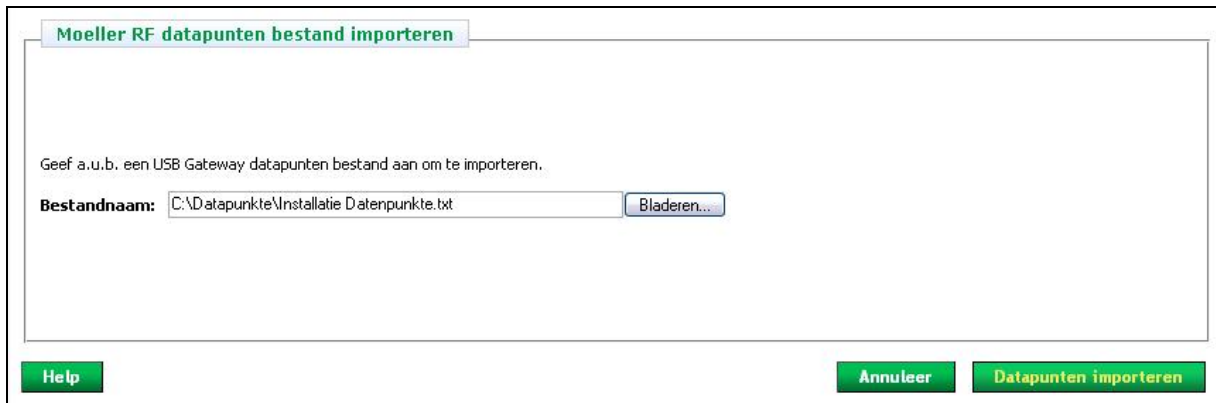 Moeller RF datapunten bestand importeren
Geef a.u.b. een USB Gateway datapunten bestand aan om te importeren.
Bestandnaam: C:\Datapunkte\Installatie Datenpunkte.txt Bladeren...
Help Annuleer Datapunten importeren